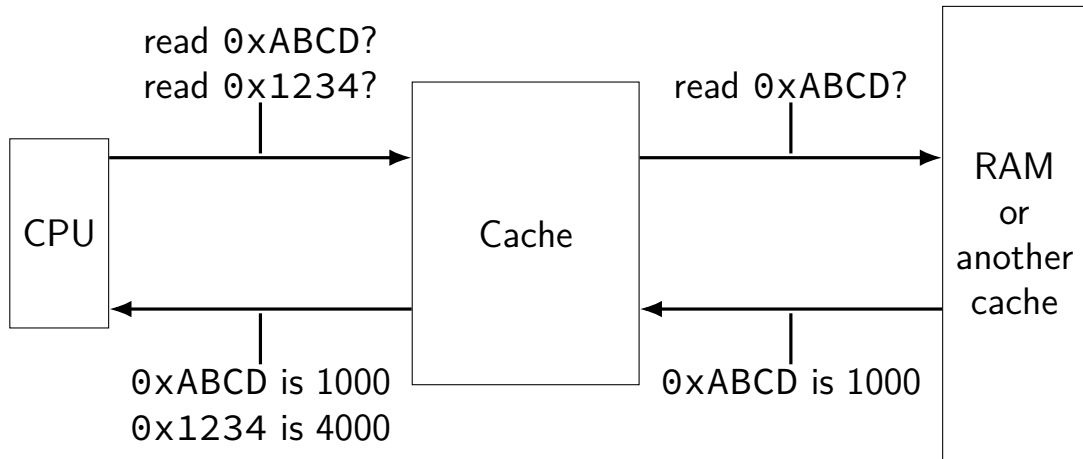 read 0xABCD?
read 0x1234?
read 0xABCD?
CPU
Cache
RAM
or
another
cache
0xABCD is 1000
0x1234 is 4000
0xABCD is 1000